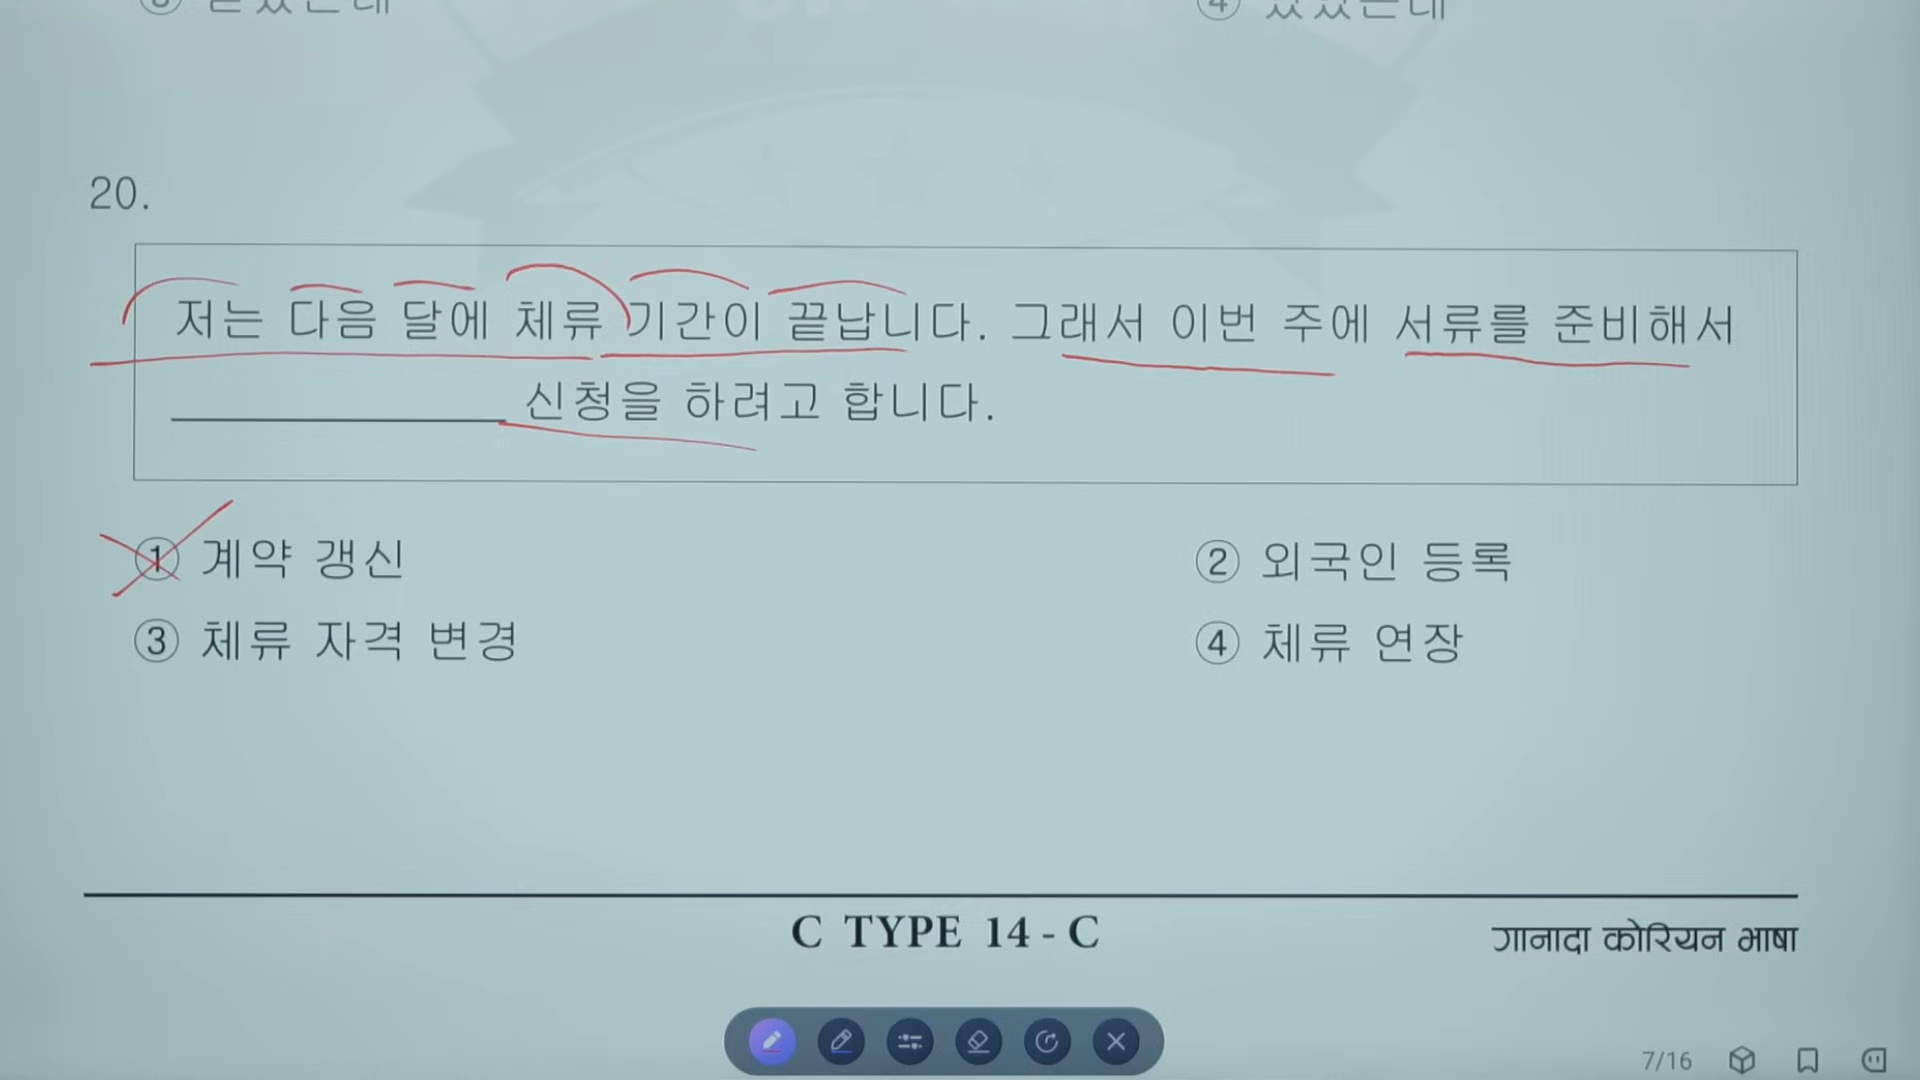 20.
저는 다음 달에 체류 기간이 끝납니다. 그래서 이번 주에 서류를 준비해서
신청을 하려고 합니다.
① 계약 갱신
② 외국인 등록
③ 체류 자격 변경
④ 체류 연장
C TYPE 14 - C
गानादा कोरियन भाषा
7/16